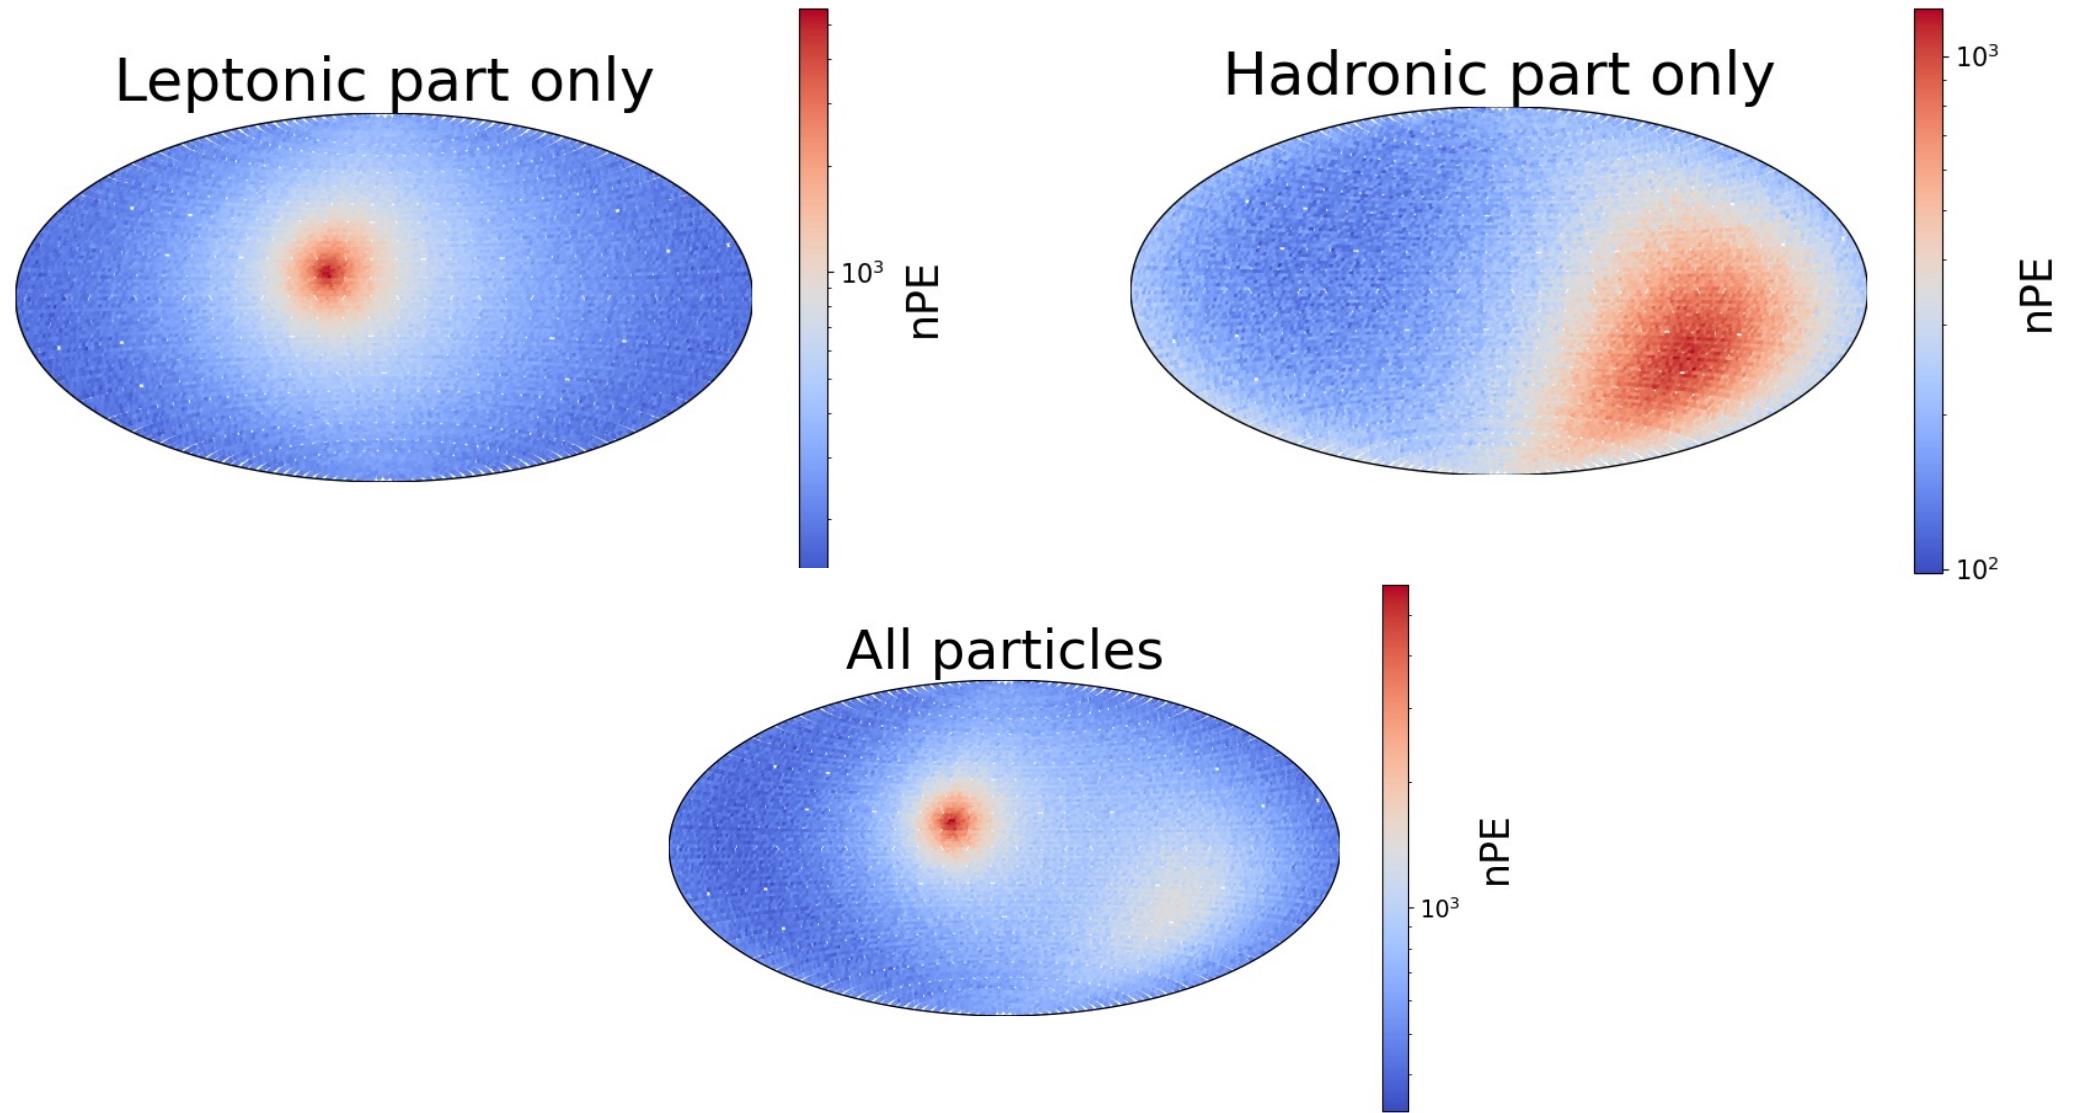 Leptonic part only
10³
nPE
Hadronic part only
10³
10²
nPE
All particles
10³
nPE